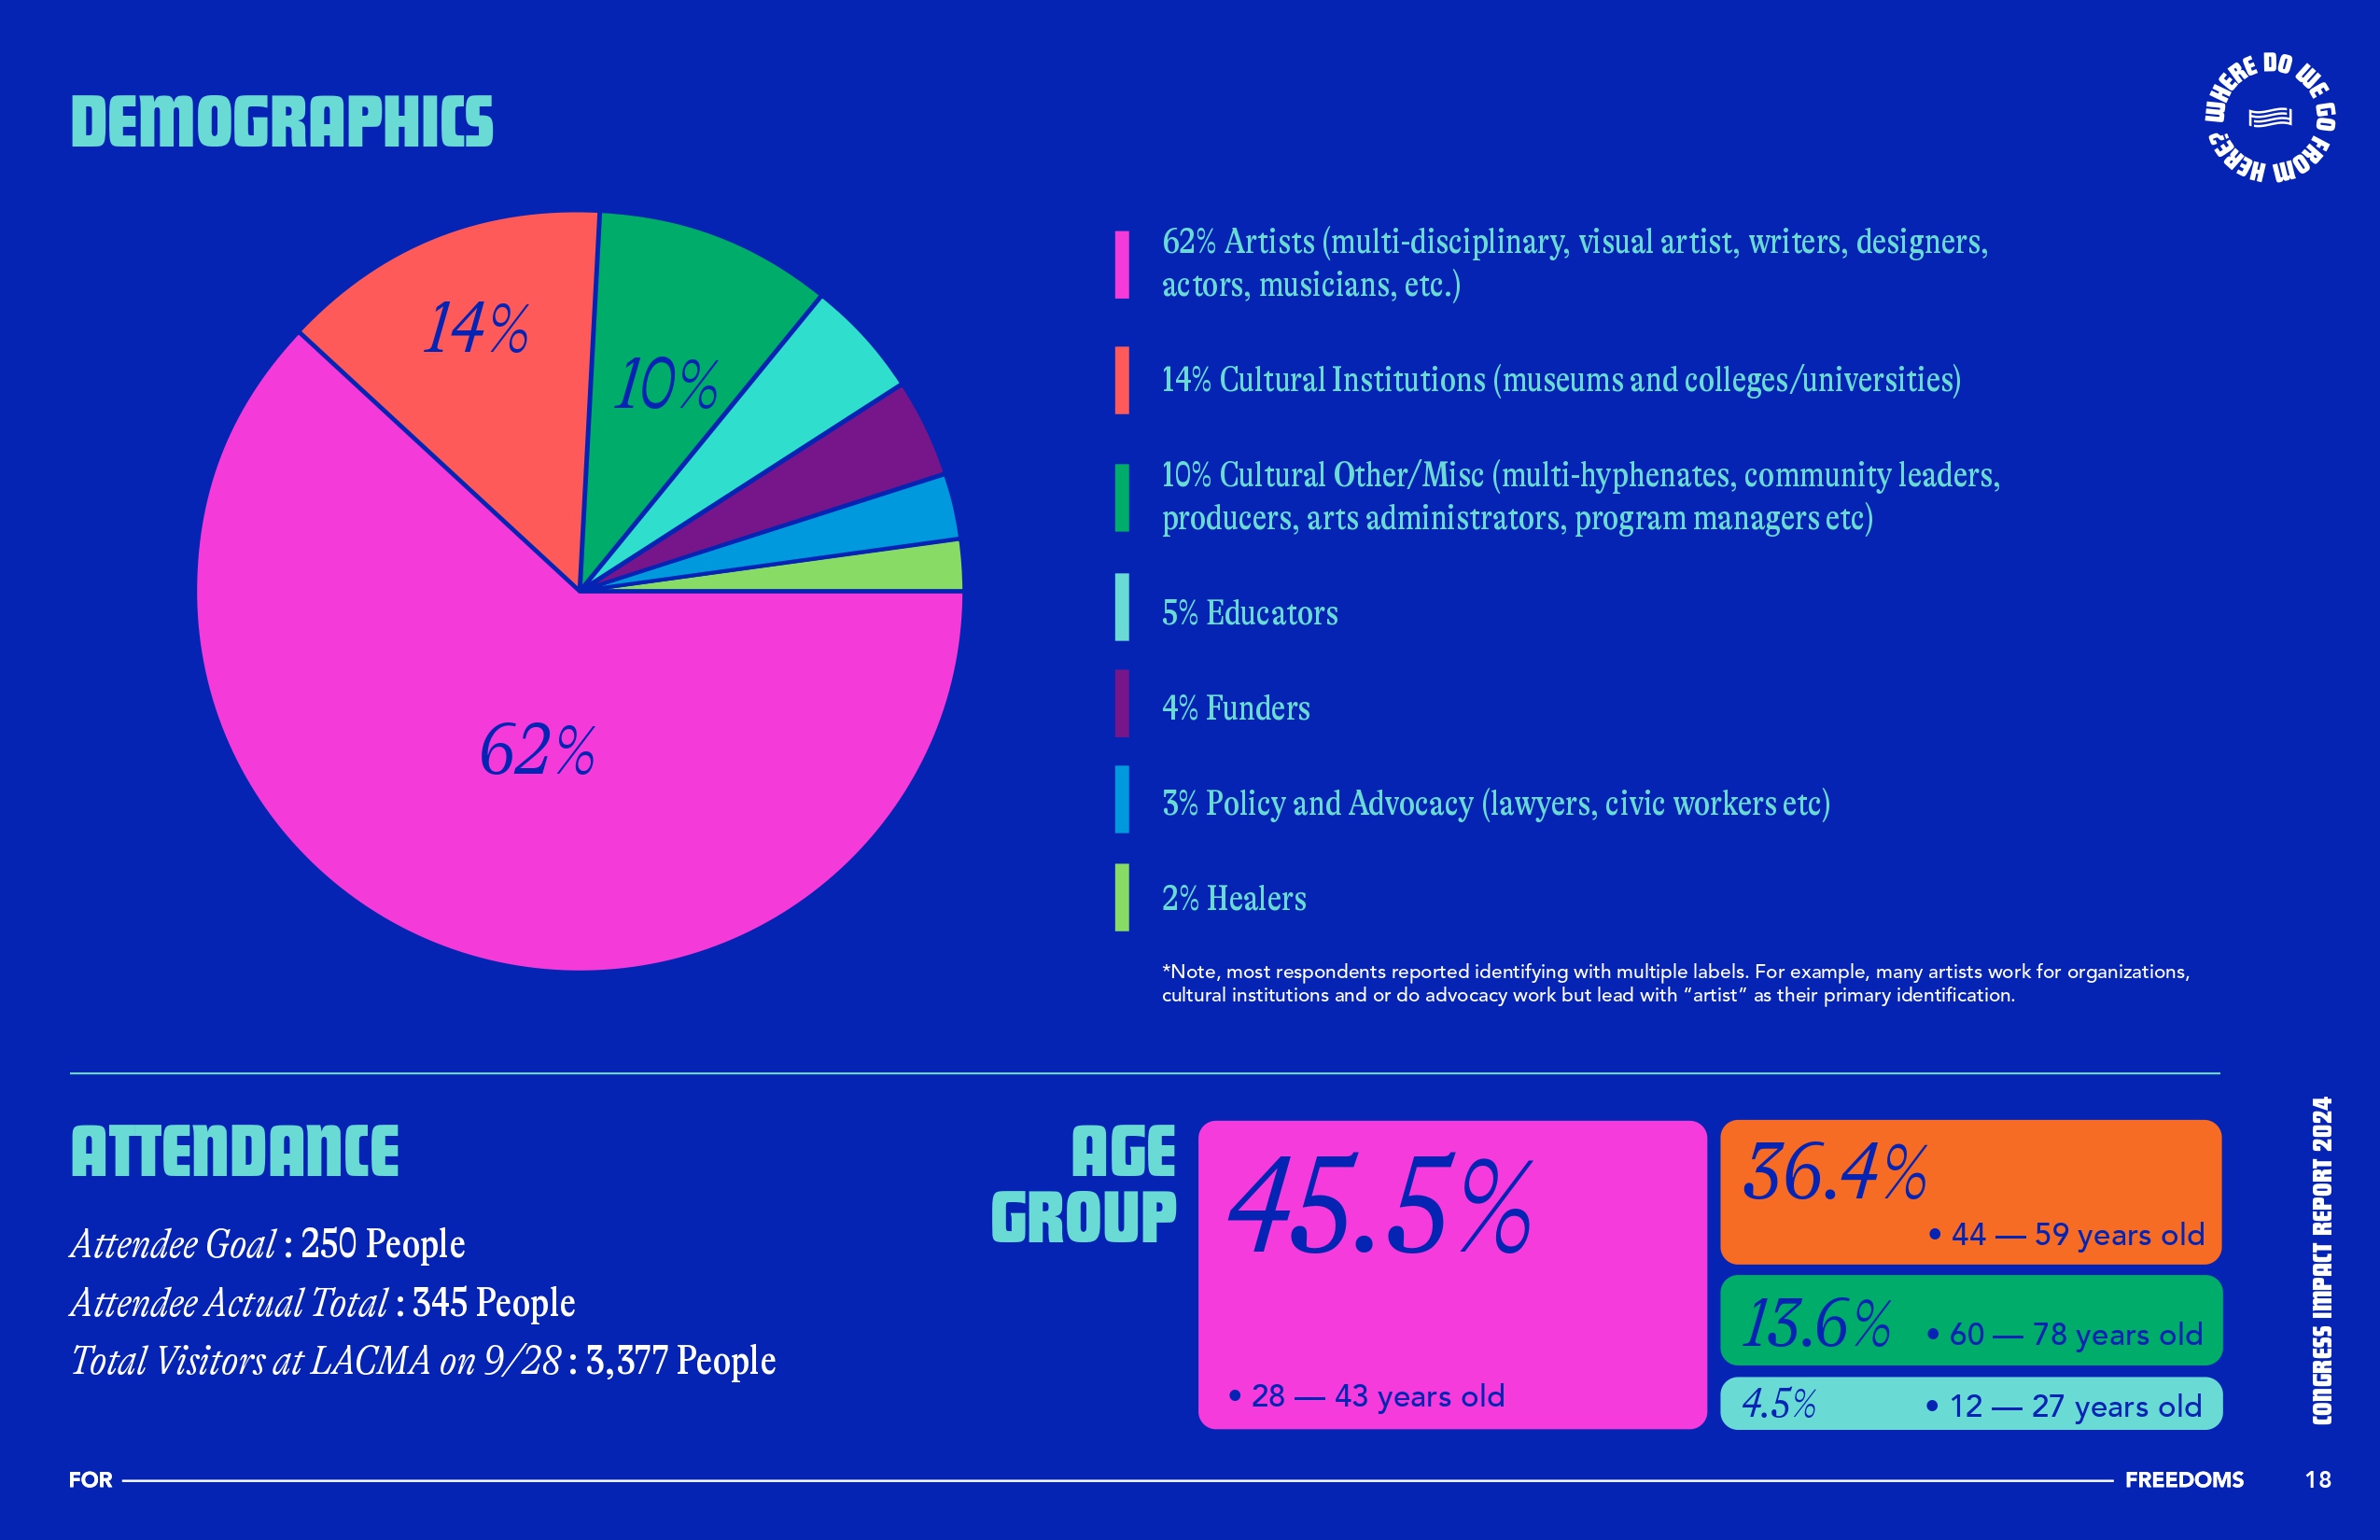 DEMOGRAPHICS
WHERE DO WE GO FROM HERE?
14%
10%
62%
62% Artists (multi-disciplinary, visual artist, writers, designers,
actors, musicians, etc.)
14% Cultural Institutions (museums and colleges/universities)
10% Cultural Other/Misc (multi-hyphenates, community leaders,
producers, arts administrators, program managers etc)
5% Educators
4% Funders
3% Policy and Advocacy (lawyers, civic workers etc)
2% Healers
*Note, most respondents reported identifying with multiple labels. For example, many artists work for organizations,
cultural institutions and or do advocacy work but lead with “artist” as their primary identification.
ATTENDANCE
Attendee Goal : 250 People
Attendee Actual Total : 345 People
Total Visitors at LACMA on 9/28 : 3,377 People
AGE
GROUP
45.5%
• 28 — 43 years old
36.4%
• 44 — 59 years old
13.6% • 60 — 78 years old
4.5% • 12 — 27 years old
CONGRESS IMPACT REPORT 2024
FOR FREEDOMS 18